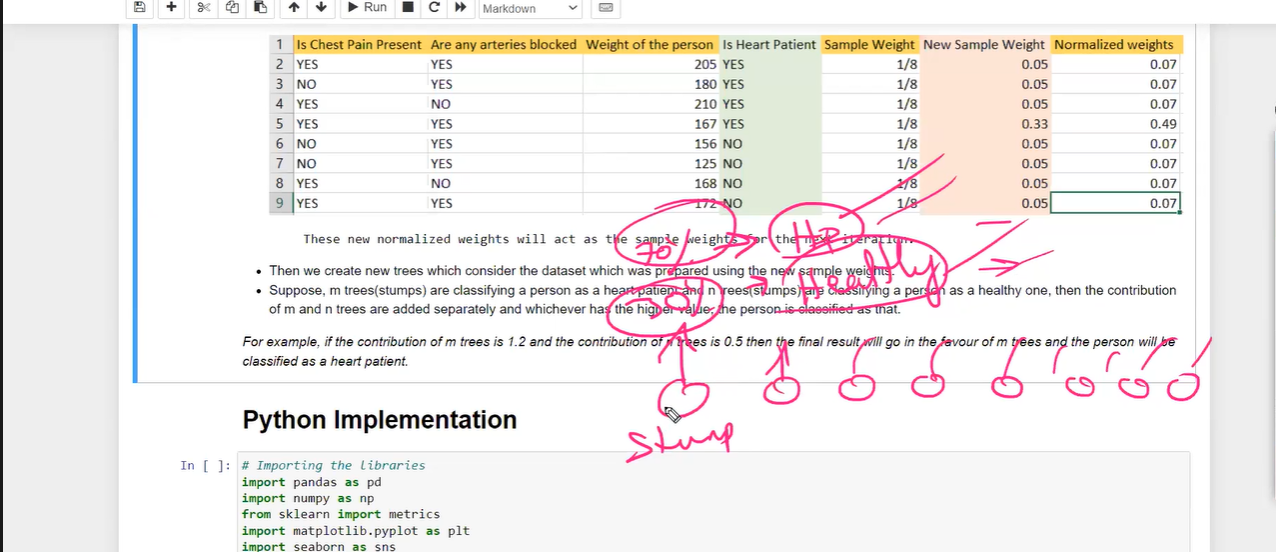 Run Markdown
1 Is Chest Pain Present Are any arteries blocked Weight of the person Is Heart Patient Sample Weight New Sample Weight Normalized weights
2 YES YES 205 YES 1/8 0.05 0.07
3 NO YES 180 YES 1/8 0.05 0.07
4 YES NO 210 YES 1/8 0.05 0.07
5 YES YES 167 YES 1/8 0.33 0.49
6 NO YES 156 NO 1/8 0.05 0.07
7 NO YES 125 NO 1/8 0.05 0.07
8 YES NO 168 NO 1/8 0.05 0.07
9 YES YES 172 NO 1/8 0.05 0.07
70% HP
These new normalized weights will act as the sample weights for the next iteration.
Then we create new trees which consider the dataset which was prepared using the new sample weights.
Healthy
Suppose, m trees(stumps) are classifying a person as a heart patient and n trees(stumps) are classifying a person as a healthy one, then the contribution
of m and n trees are added separately and whichever has the higher value, the person is classified as that.
For example, if the contribution of m trees is 1.2 and the contribution of n trees is 0.5 then the final result will go in the favour of m trees and the person will be
classified as a heart patient.
Python Implementation
Stump
In [ ]: # Importing the libraries
import pandas as pd
import numpy as np
from sklearn import metrics
import matplotlib.pyplot as plt
import seaborn as sns